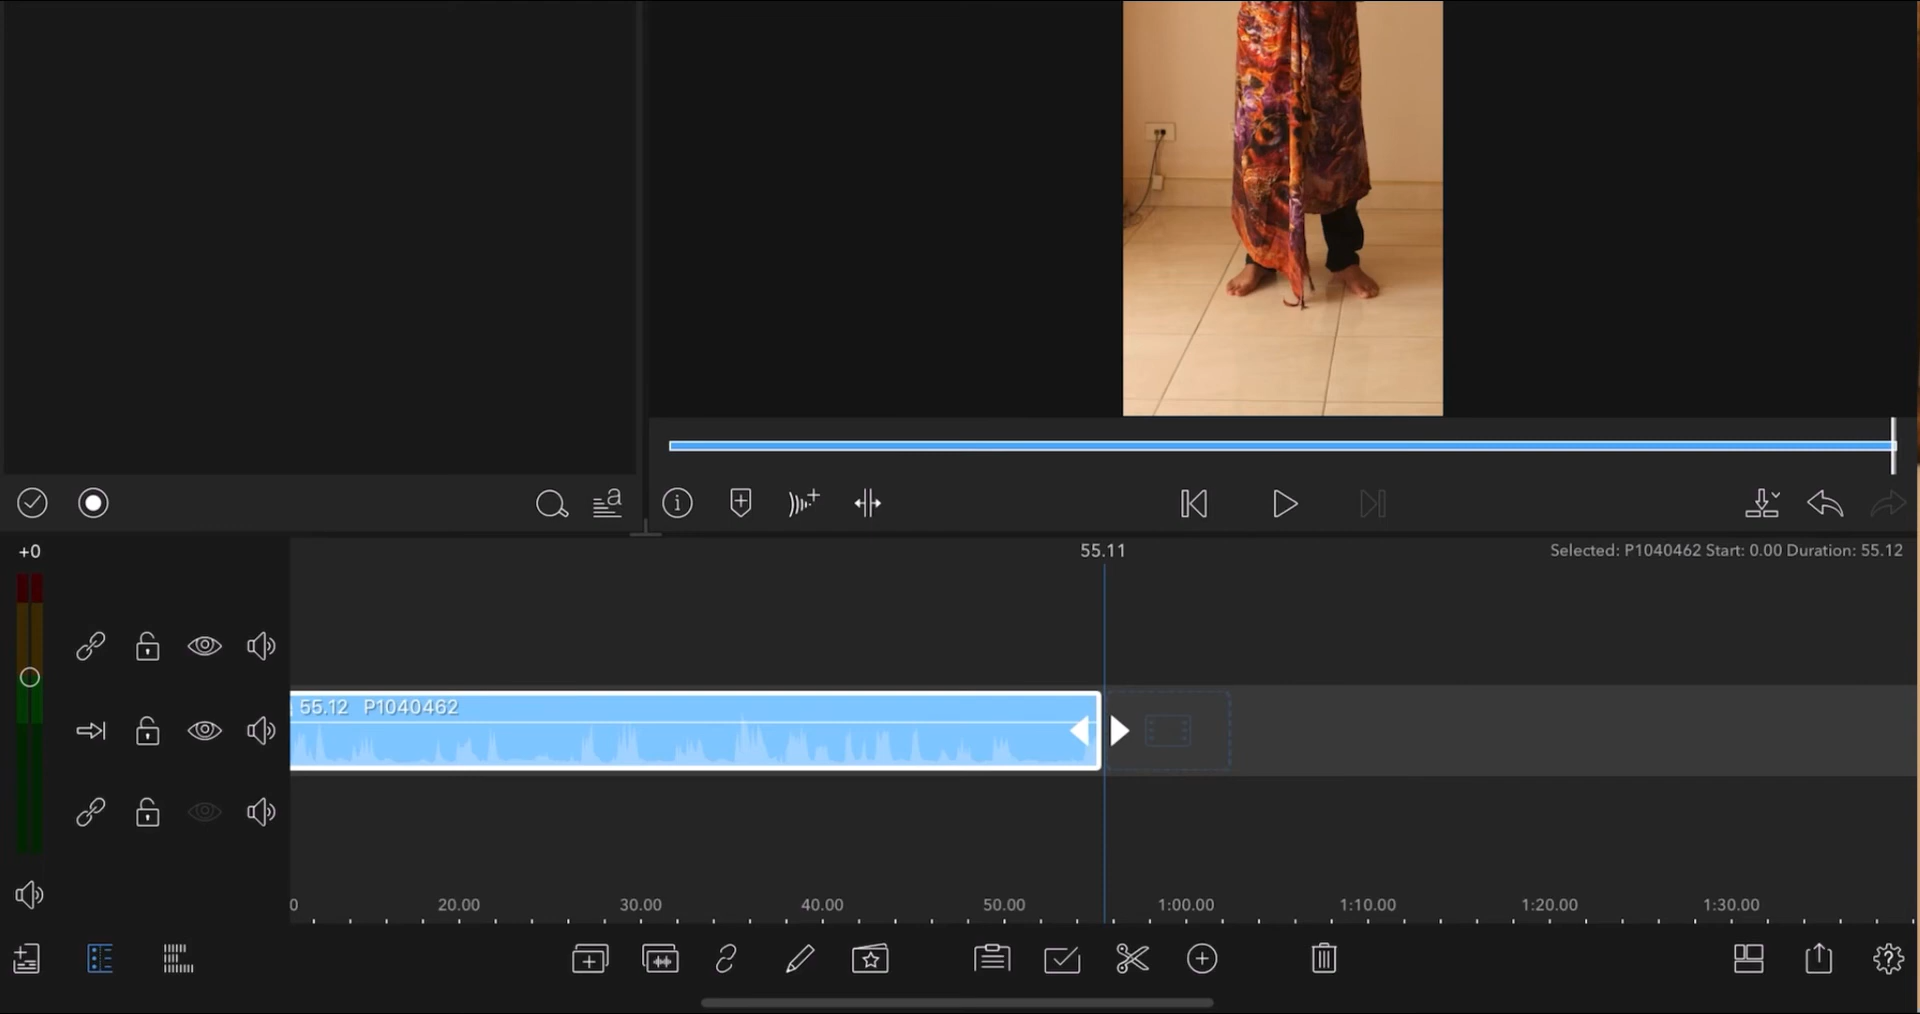 +0
55.11
Selected: P1040462 Start: 0.00 Duration: 55.12
55.12 P1040462
0 20.00 30.00 40.00 50.00 1:00.00 1:10.00 1:20.00 1:30.00